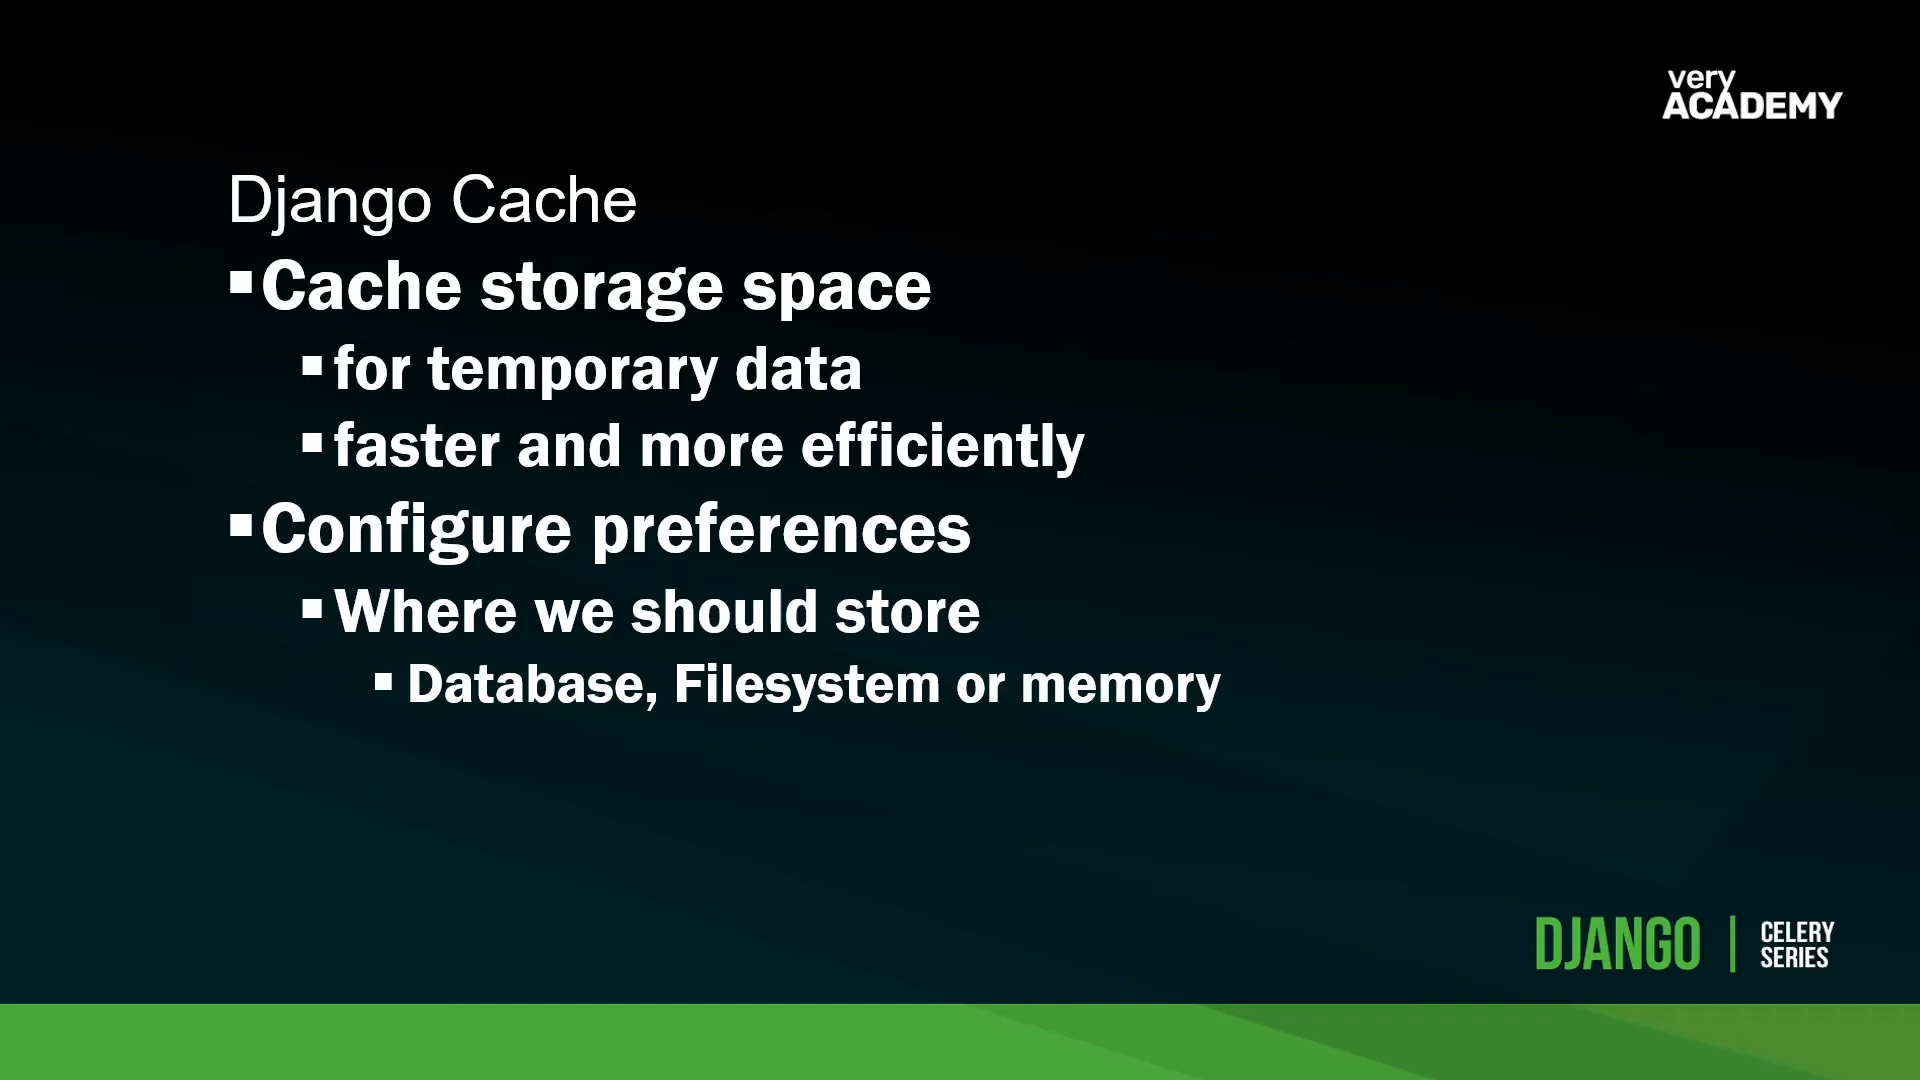 very
ACADEMY
Django Cache
▪Cache storage space
▪for temporary data
▪faster and more efficiently
▪Configure preferences
▪Where we should store
▪Database, Filesystem or memory
DJANGO | CELERY
SERIES